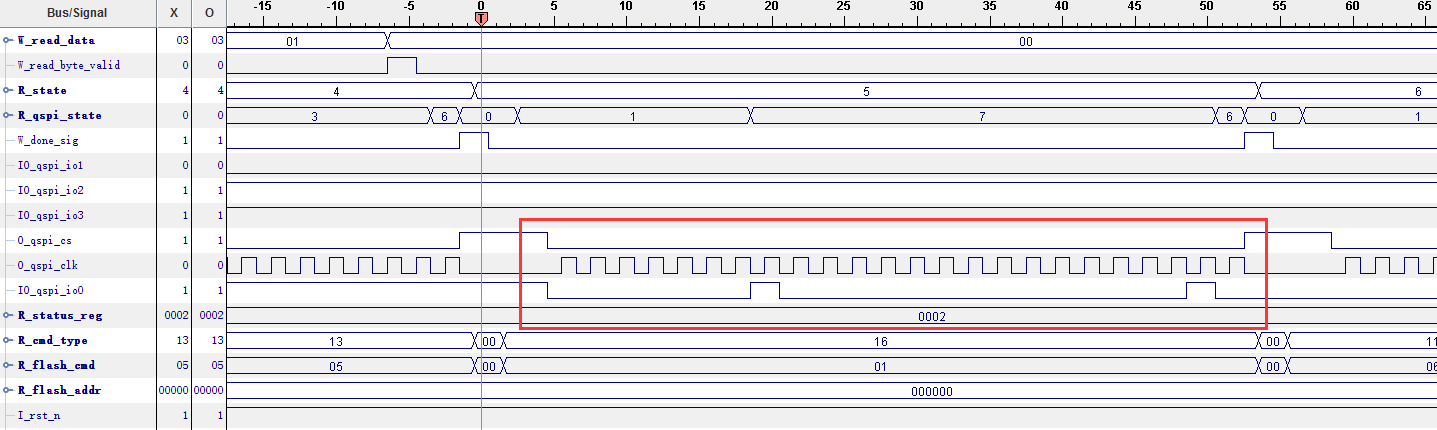 Bus/Signal X O -15 -10 -5 0 5 10 15 20 25 30 35 40 45 50 55 60 65
T
W_read_data 03 03 01 00
W_read_byte_valid 0 0
R_state 4 4 4 5 6
R_qspi_state 0 0 3 6 0 1 7 6 0 1
W_done_sig 1 1
IO_qspi_io1 0 0
IO_qspi_io2 1 1
IO_qspi_io3 1 1
O_qspi_cs 1 1
O_qspi_clk 0 0
IO_qspi_io0 1 1
R_status_reg 0002 0002 0002
R_cmd_type 13 13 13 00 16 00 11
R_flash_cmd 05 05 05 00 01 00 06
R_flash_addr 00000 00000 000000
I_rst_n 1 1